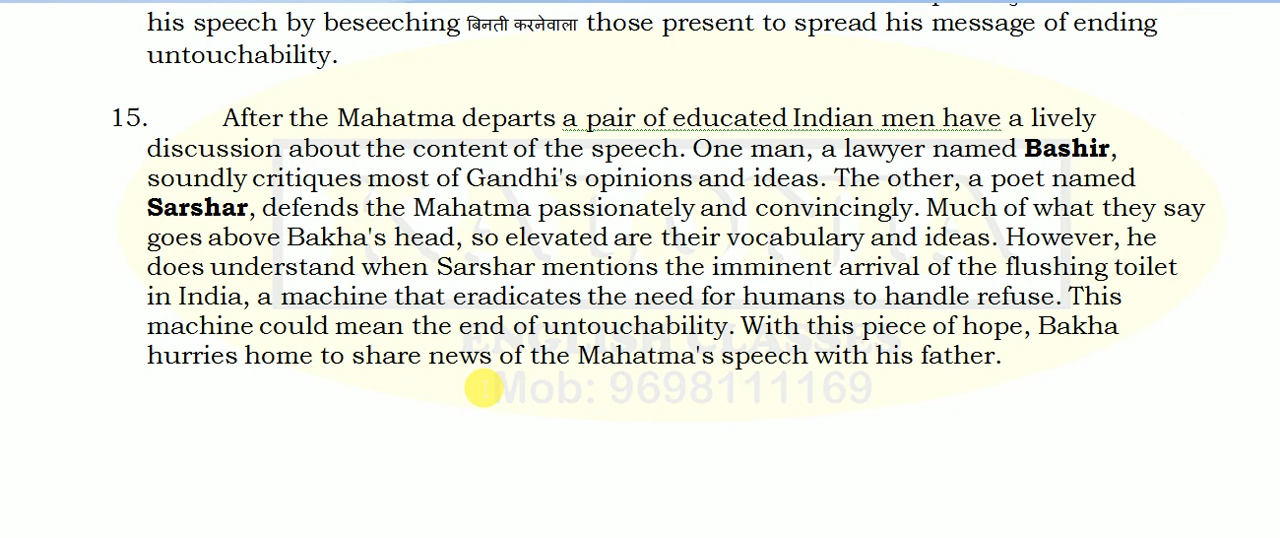 his speech by beseeching बिनती करनेवाला those present to spread his message of ending
untouchability.
15. After the Mahatma departs a pair of educated Indian men have a lively
discussion about the content of the speech. One man, a lawyer named Bashir,
soundly critiques most of Gandhi's opinions and ideas. The other, a poet named
Sarshar, defends the Mahatma passionately and convincingly. Much of what they say
goes above Bakha's head, so elevated are their vocabulary and ideas. However, he
does understand when Sarshar mentions the imminent arrival of the flushing toilet
in India, a machine that eradicates the need for humans to handle refuse. This
machine could mean the end of untouchability. With this piece of hope, Bakha
hurries home to share news of the Mahatma's speech with his father.
ENGLISH CLASSES
Mob: 9698111169